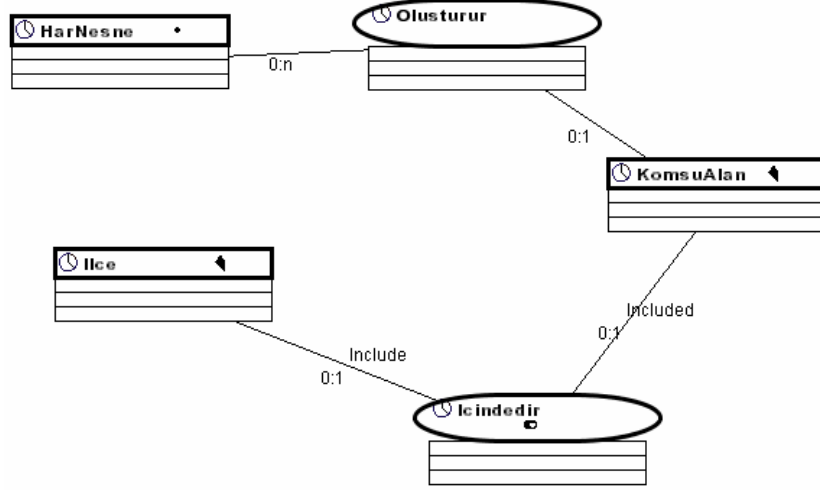 Olusturur
HarNesne
0:n
0:1
KomsuAlan
Ilce
Included
0:1
Include
0:1
Icindedir